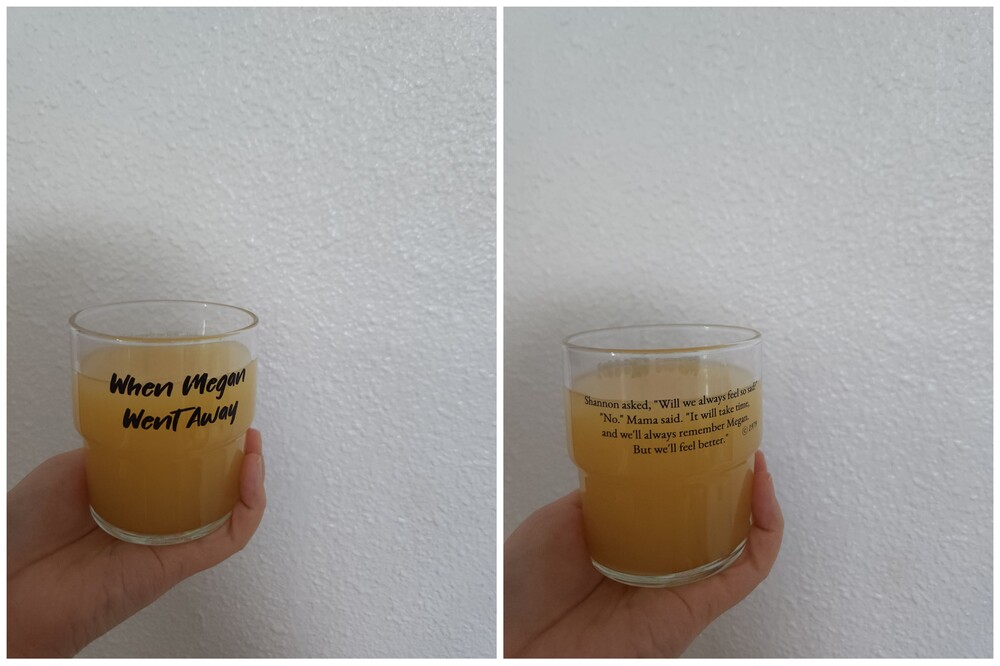 When Megan
Went Away
Shannon asked, "Will we always feel so sad?"
"No." Mama said. "It will take time,
and we'll always remember Megan.
But we'll feel better."
© 1979